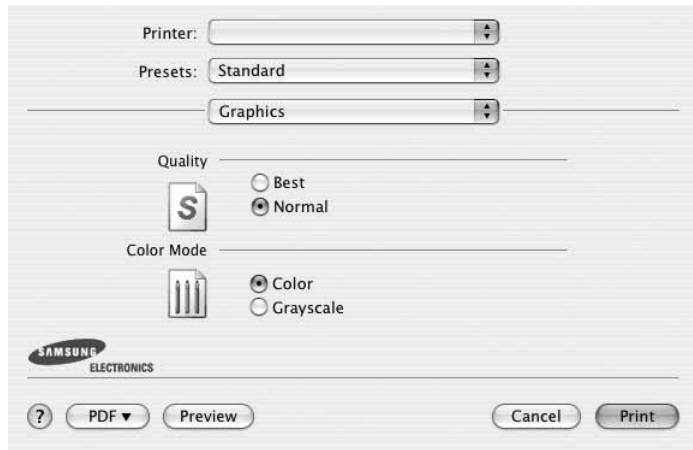 Printer:
Presets: Standard
Graphics
Quality
Best
S
Normal
Color Mode
Color
Grayscale
SAMSUNG
ELECTRONICS
? PDF▼ Preview Cancel Print